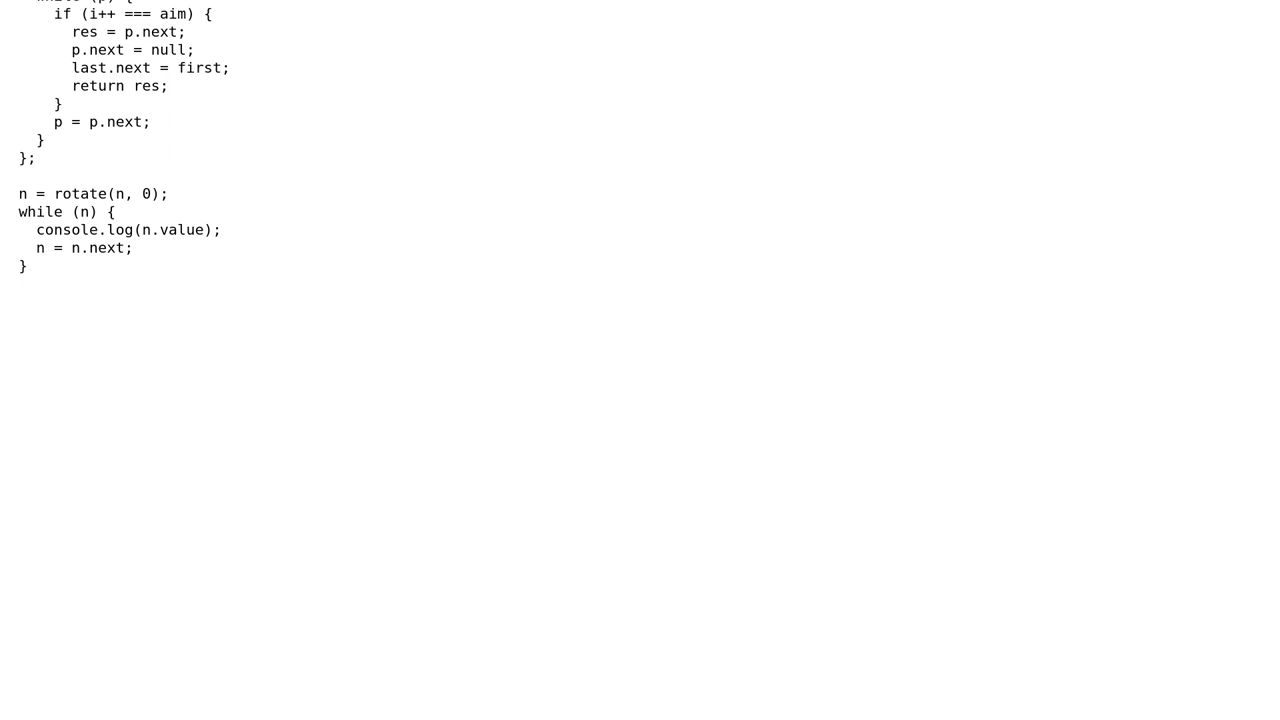 while (p) {
    if (i++ === aim) {
      res = p.next;
      p.next = null;
      last.next = first;
      return res;
    }
    p = p.next;
  }
};

n = rotate(n, 0);
while (n) {
  console.log(n.value);
  n = n.next;
}